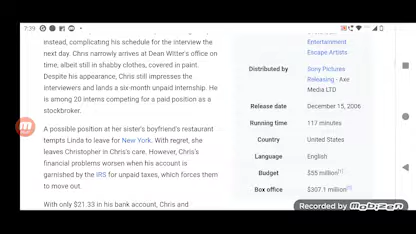 7:39
instead, complicating his schedule for the interview the
next day. Chris narrowly arrives at Dean Witter's office on
time, albeit still in shabby clothes, covered in paint.
Despite his appearance, Chris still impresses the
interviewers and lands a six-month unpaid internship. He
is among 20 interns competing for a paid position as a
stockbroker.
A possible position at her sister's boyfriend's restaurant
tempts Linda to leave for New York. With regret, she
leaves Christopher in Chris's care. However, Chris's
financial problems worsen when his account is
garnished by the IRS for unpaid taxes, which forces them
to move out.
With only $21.33 in his bank account, Chris and
Entertainment
Escape Artists
Distributed by Sony Pictures
Releasing - Axe
Media LTD
Release date December 15, 2006
Running time 117 minutes
Country United States
Language English
Budget $55 million[1]
Box office $307.1 million
Recorded by Mobizen